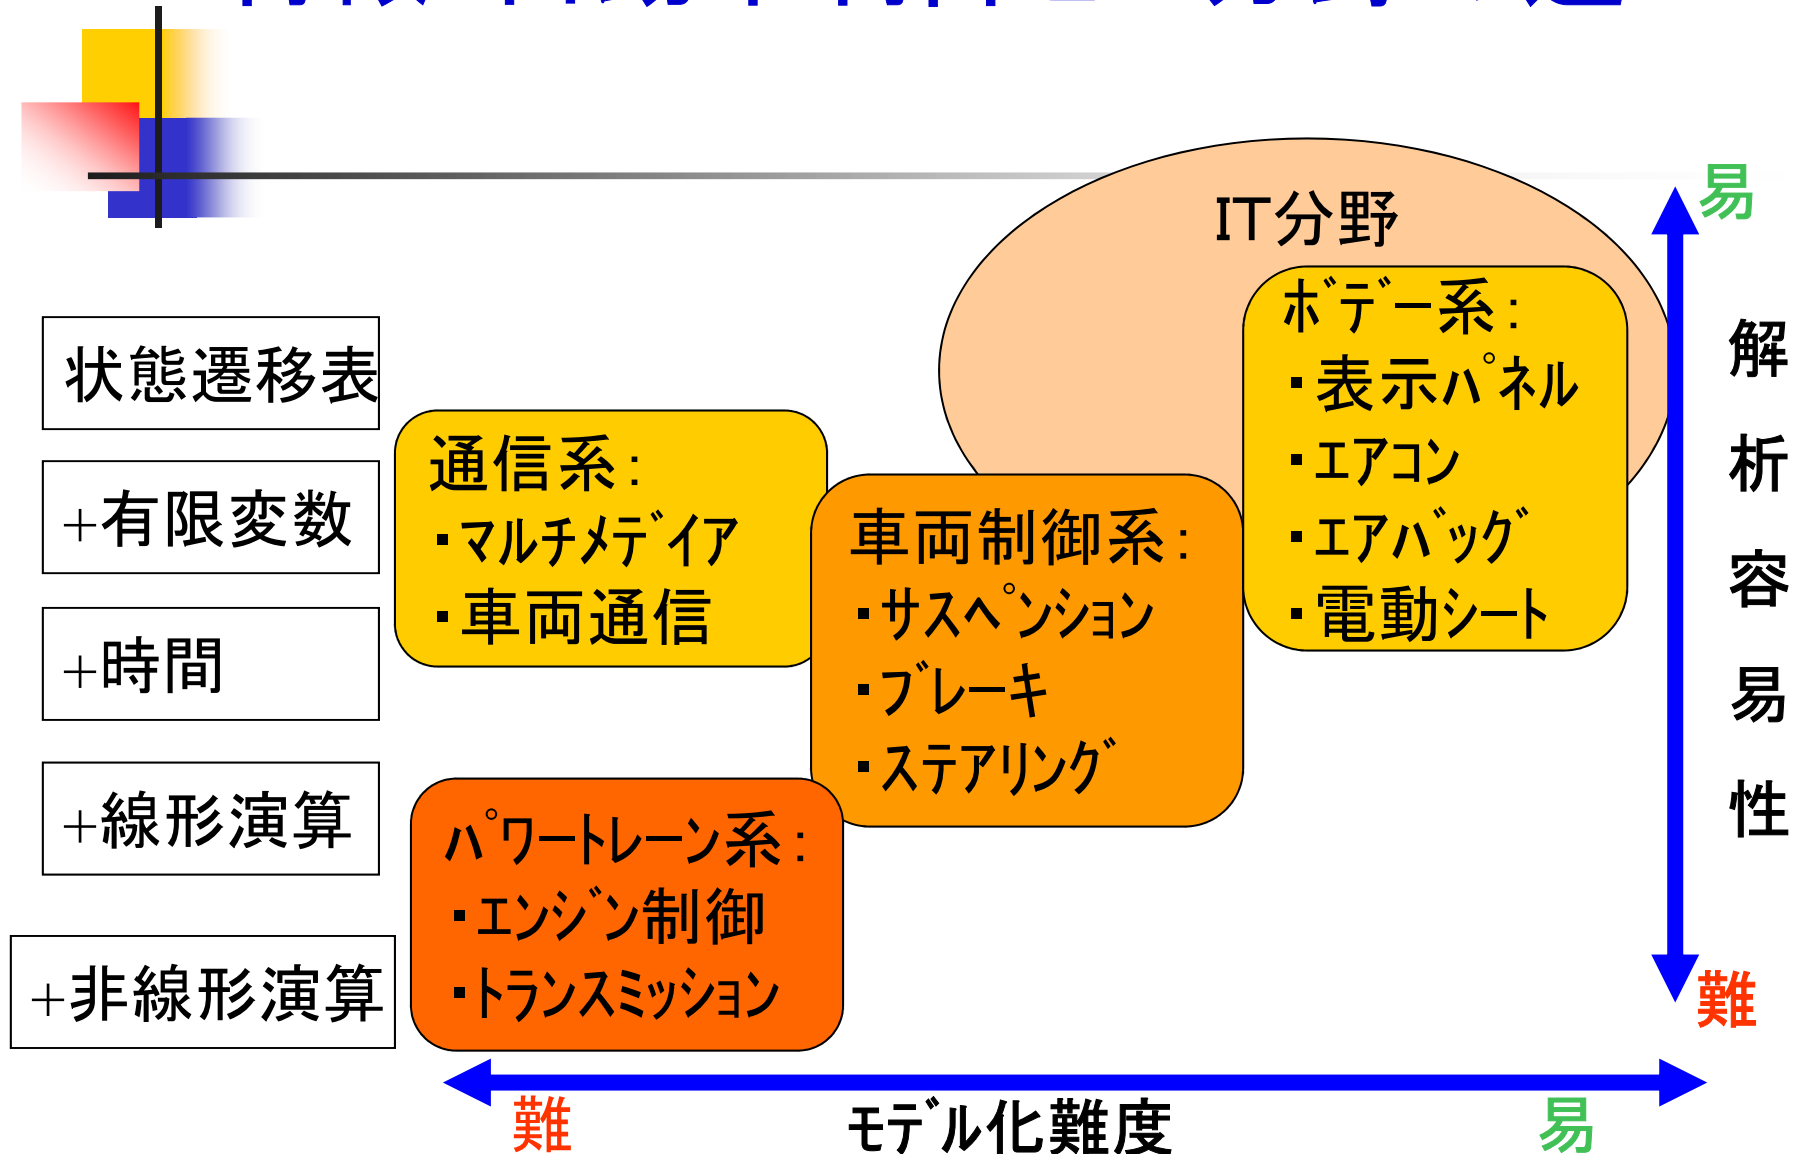 易
IT分野
状態遷移表
+有限変数
+時間
+線形演算
+非線形演算
通信系:
・マルチメディア
・車両通信
車両制御系:
・サスペンション
・ブレーキ
・ステアリング
ボデー系:
・表示パネル
・エアコン
・エアバッグ
・電動シート
パワートレーン系:
・エンジン制御
・トランスミッション
解析容易性
難
難
モデル化難度
易